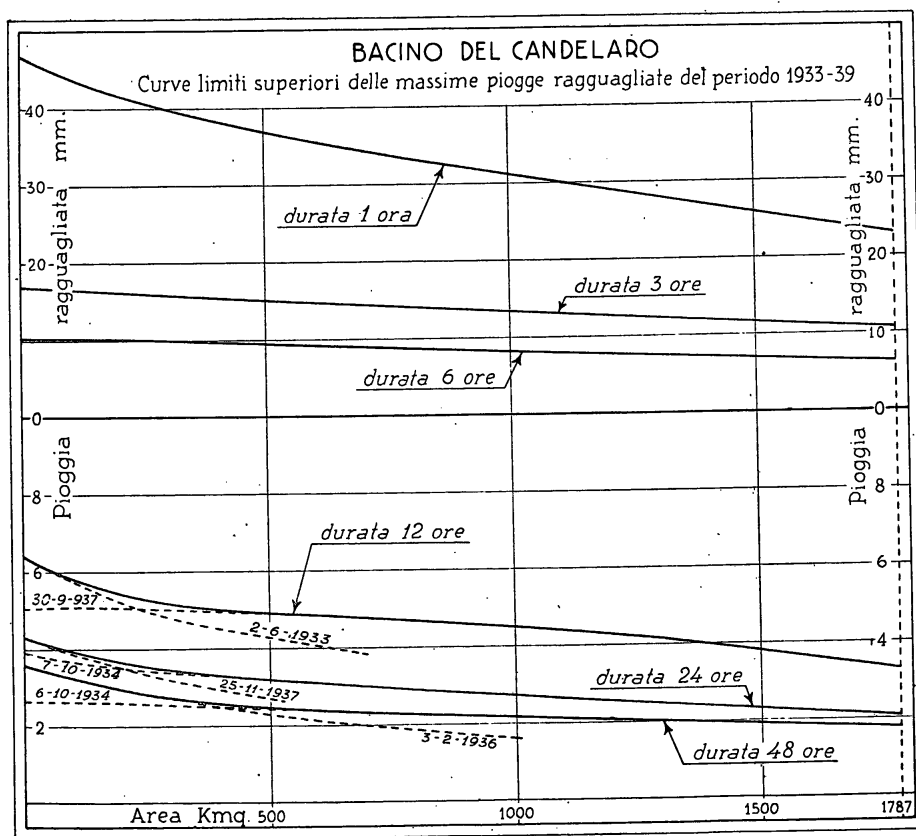 BACINO DEL CANDELARO
Curve limiti superiori delle massime piogge ragguagliate del periodo 1933-39
40
40
30
30
20
20
10
0
0
Pioggia ragguagliata mm.
Pioggia ragguagliata mm.
durata 1 ora
durata 3 ore
durata 6 ore
8
8
durata 12 ore
6
6
30-9-937
2-6-1933
4
7-10-1934
25-11-1937
durata 24 ore
6-10-1934
2
3-2-1936
durata 48 ore
Area Kmq. 500
1000
1500
1787